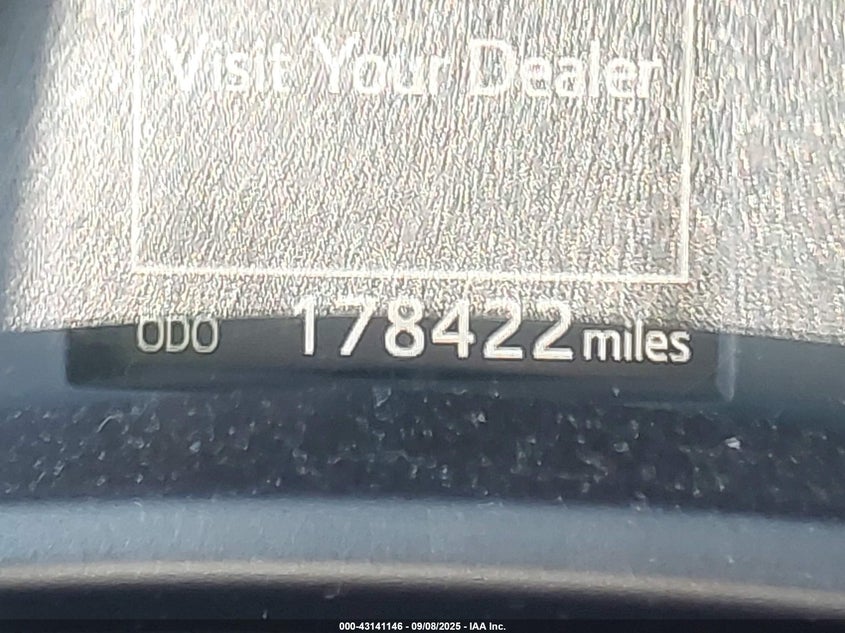 Visit Your Dealer
ODO 178422 miles
000-43141146 - 09/08/2025 - IAA Inc.